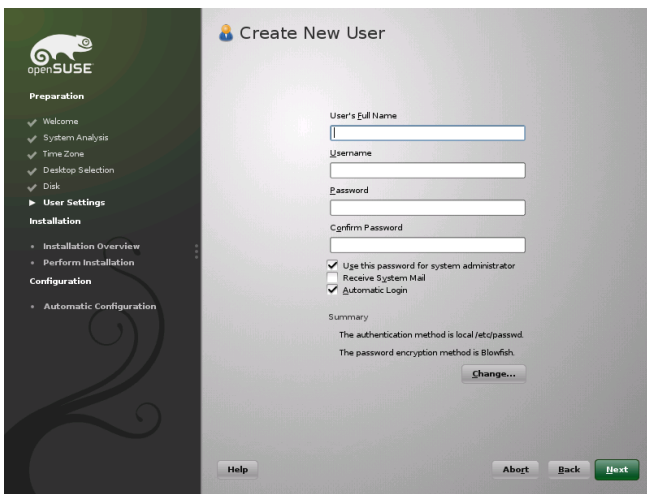 openSUSE
Preparation
Welcome
System Analysis
Time Zone
Desktop Selection
Disk
User Settings
Installation
Installation Overview
Perform Installation
Configuration
Automatic Configuration
Create New User
User's Full Name
Username
Password
Confirm Password
Use this password for system administrator
Receive System Mail
Automatic Login
Summary
The authentication method is local /etc/passwd.
The password encryption method is Blowfish.
Change...
Help
Abort
Back
Next